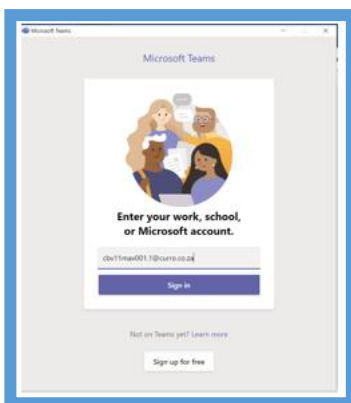 Microsoft Teams
Microsoft Teams
Enter your work, school,
or Microsoft account.
cbv11mav001.1@curro.co.za
Sign in
Not on Teams yet? Learn more
Sign up for free